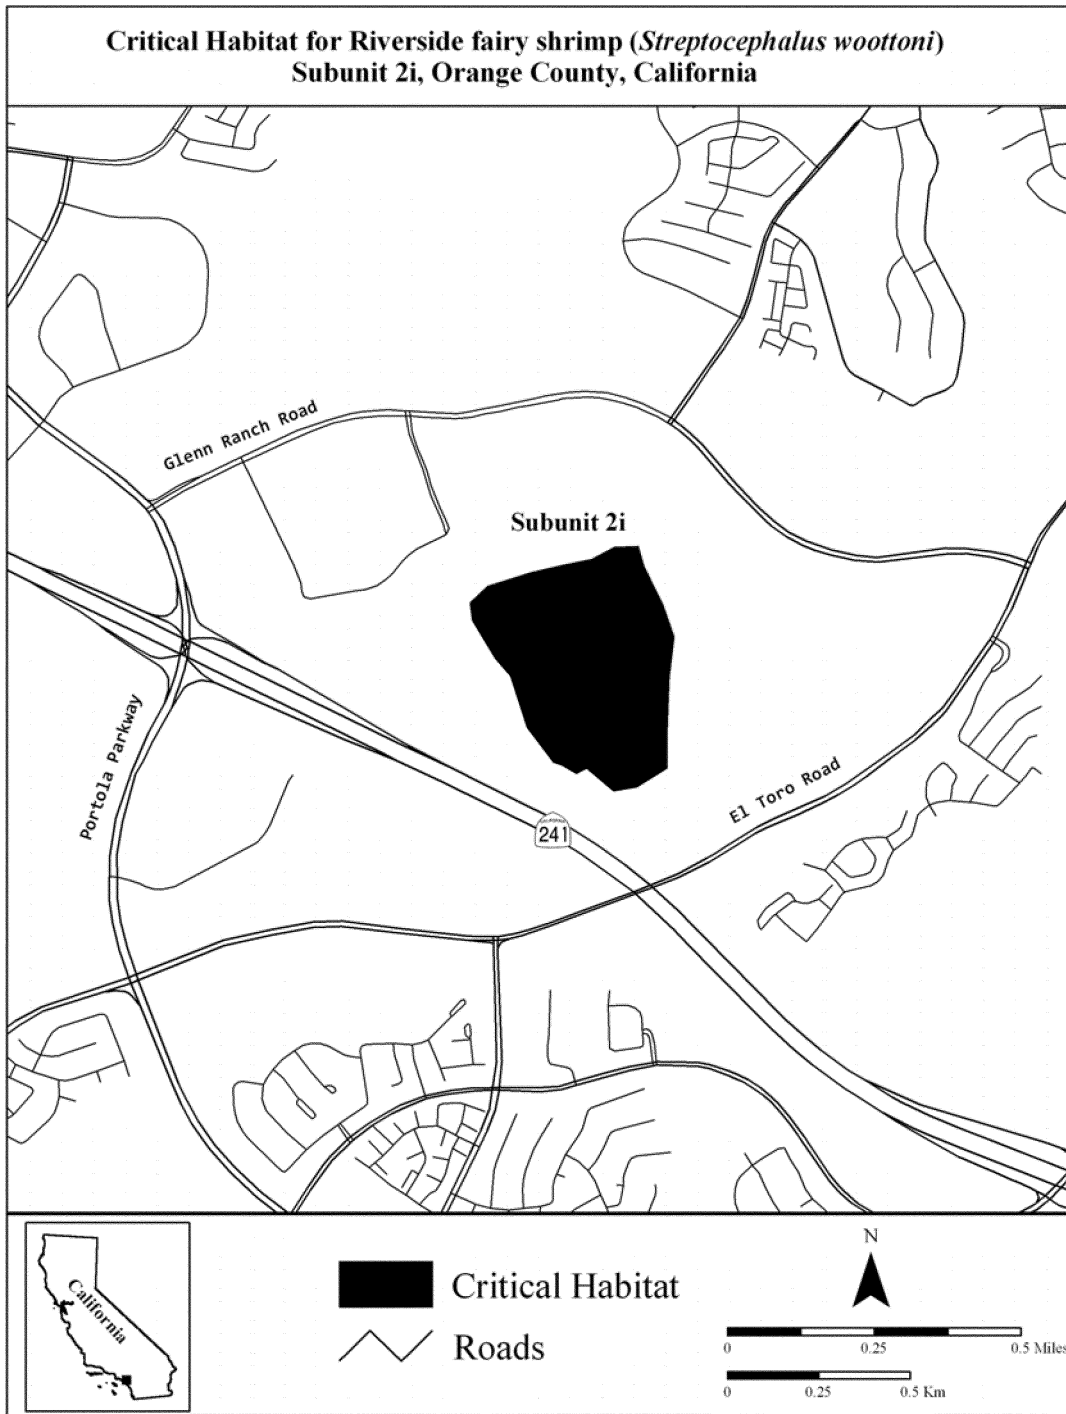 Critical Habitat for Riverside fairy shrimp (Streptocephalus woottoni)
Subunit 2i, Orange County, California
Glenn Ranch Road
Subunit 2i
Portola Parkway
El Toro Road
CALIFORNIA
241
California
Critical Habitat
Roads
N
0 0.25 0.5 Miles
0 0.25 0.5 Km